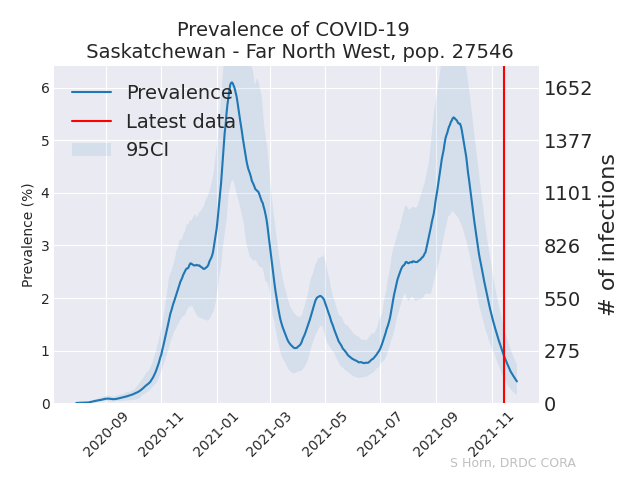 Prevalence of COVID-19
Saskatchewan - Far North West, pop. 27546
Prevalence
Latest data
95CI
Prevalence (%)
6
5
4
3
2
1
0
1652
1377
1101
826
550
275
0
# of infections
2020-09
2020-11
2021-01
2021-03
2021-05
2021-07
2021-09
2021-11
S Horn, DRDC CORA